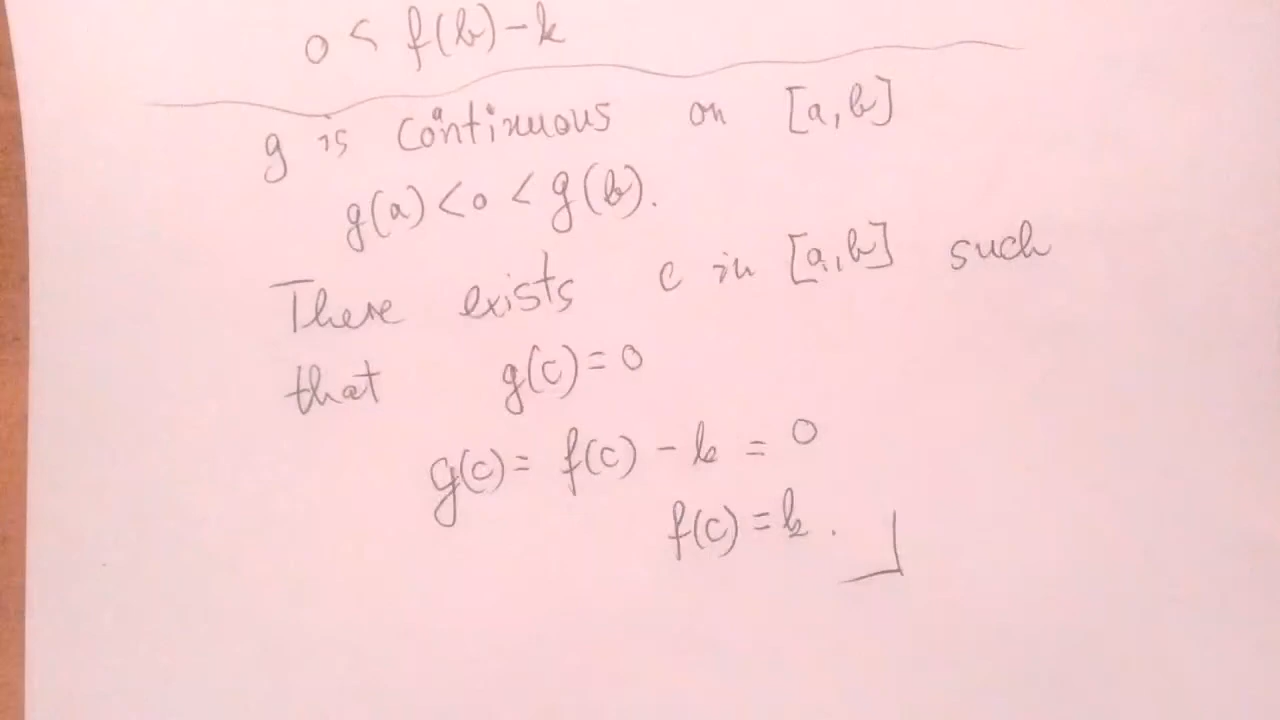 0 < f(b) - k
g is continuous on [a, b]
g(a) < 0 < g(b).
There exists c in [a, b] such
that g(c) = 0
g(c) = f(c) - k = 0
f(c) = k.